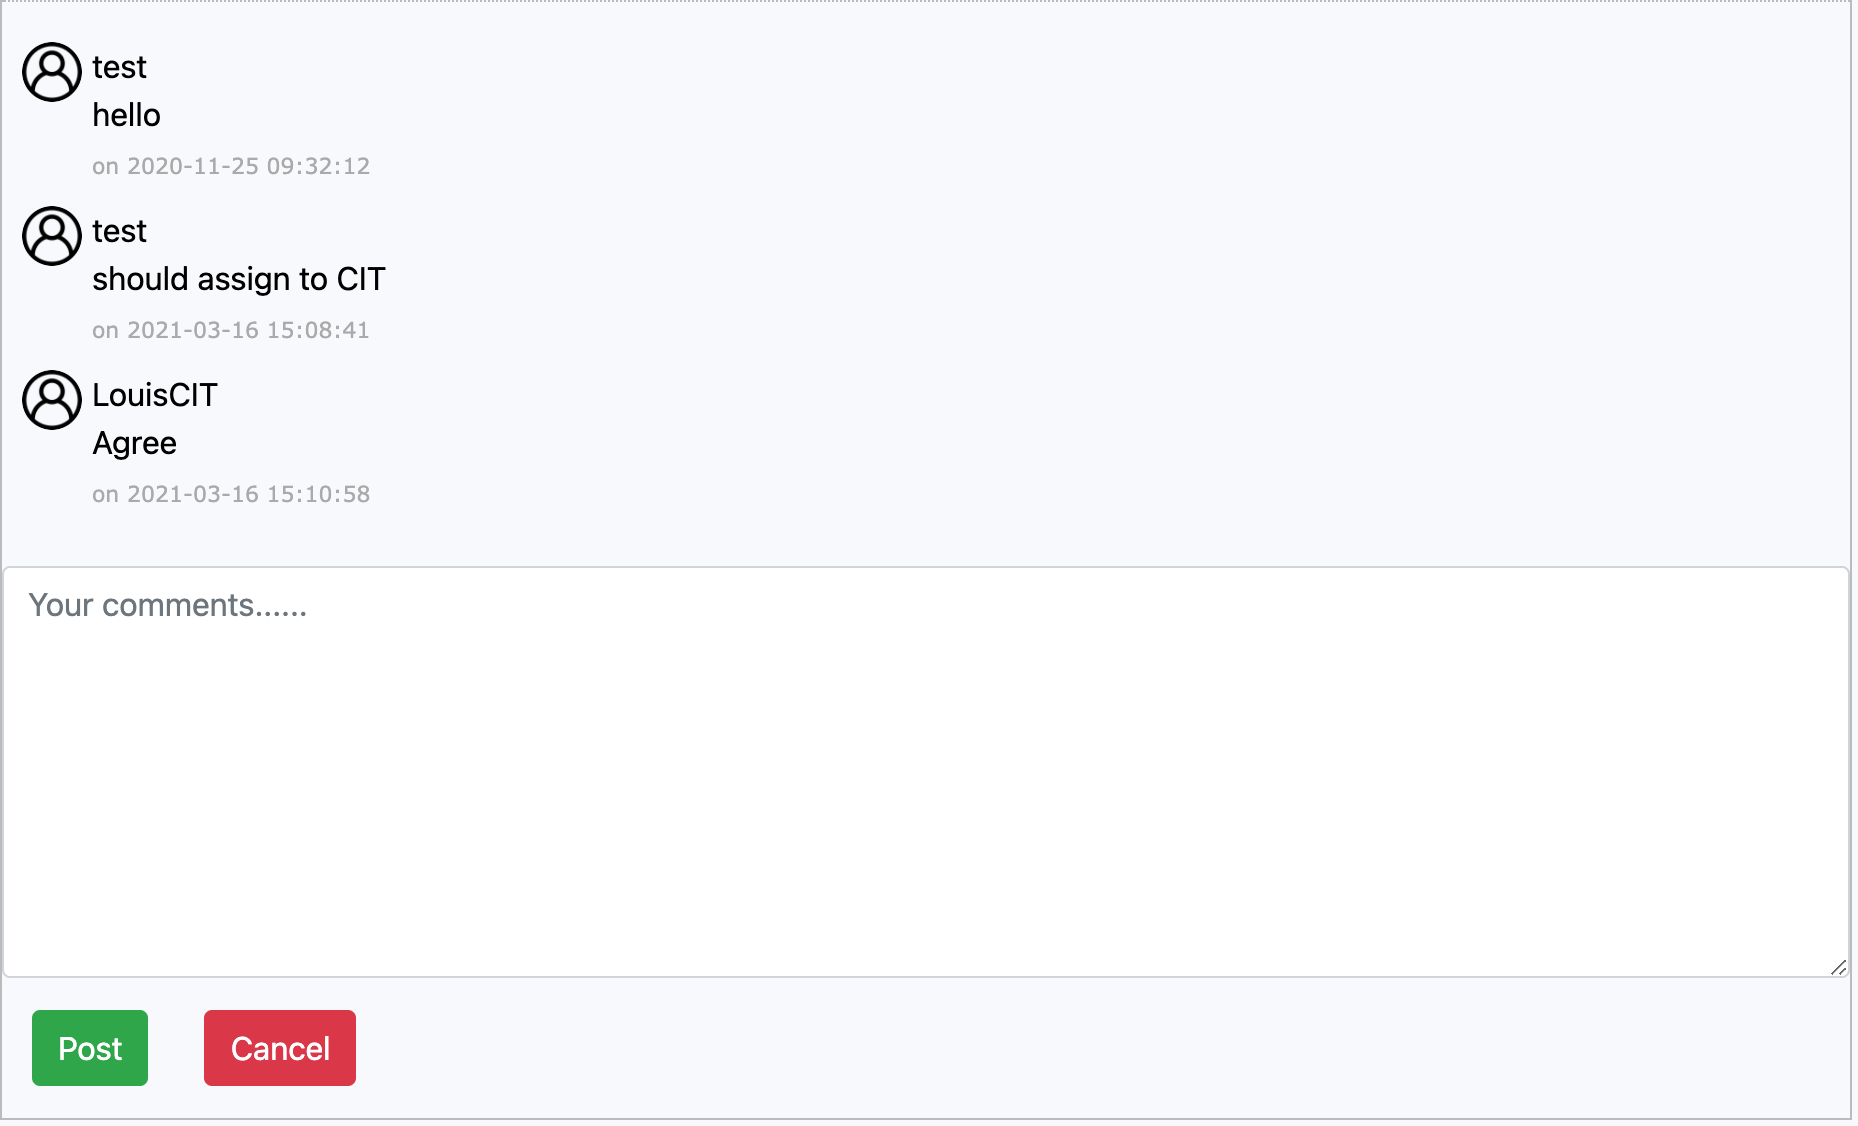 test
hello
on 2020-11-25 09:32:12
test
should assign to CIT
on 2021-03-16 15:08:41
LouisCIT
Agree
on 2021-03-16 15:10:58
Your comments......
Post
Cancel